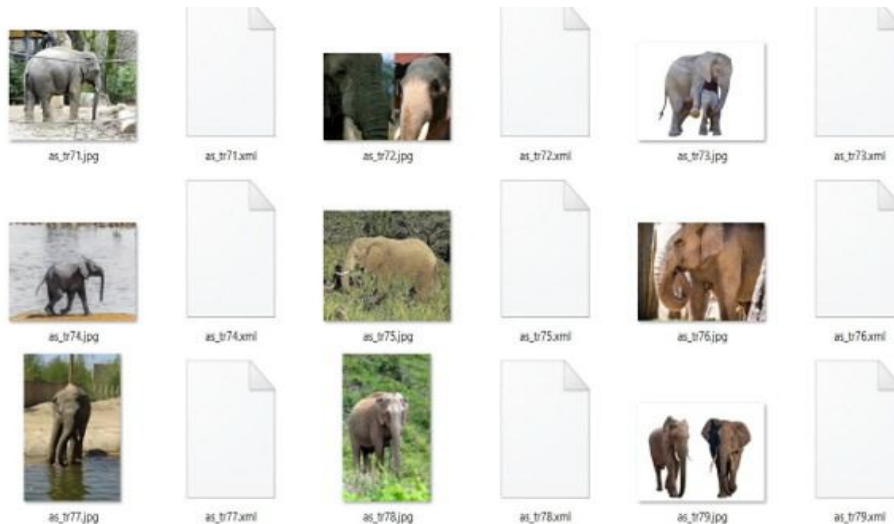 as_tr71.jpg as_tr71.xml as_tr72.jpg as_tr72.xml as_tr73.jpg as_tr73.xml
as_tr74.jpg as_tr74.xml as_tr75.jpg as_tr75.xml as_tr76.jpg as_tr76.xml
as_tr77.jpg as_tr77.xml as_tr78.jpg as_tr78.xml as_tr79.jpg as_tr79.xml